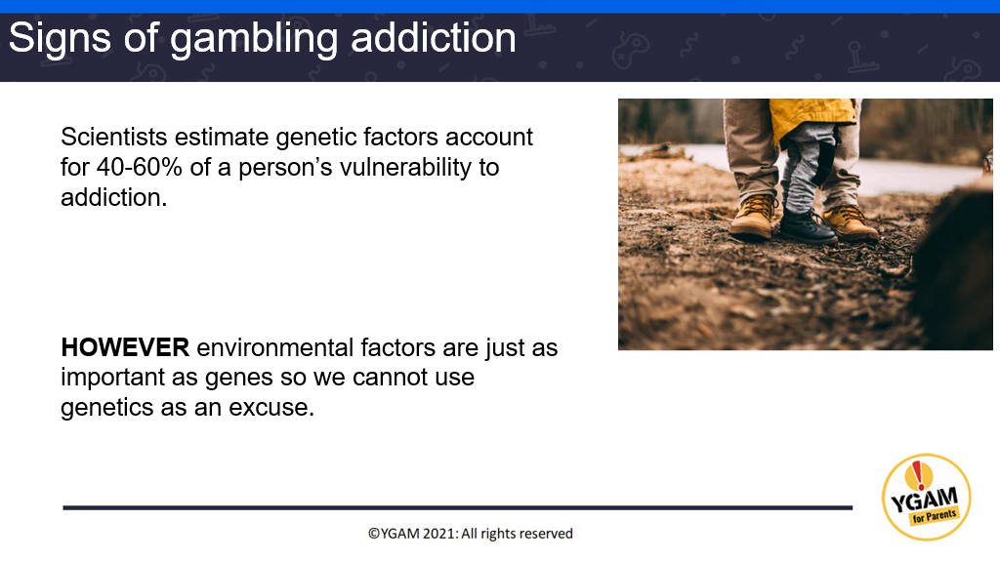 Signs of gambling addiction
Scientists estimate genetic factors account
for 40-60% of a person’s vulnerability to
addiction.
HOWEVER environmental factors are just as
important as genes so we cannot use
genetics as an excuse.
YGAM
for Parents
©YGAM 2021: All rights reserved